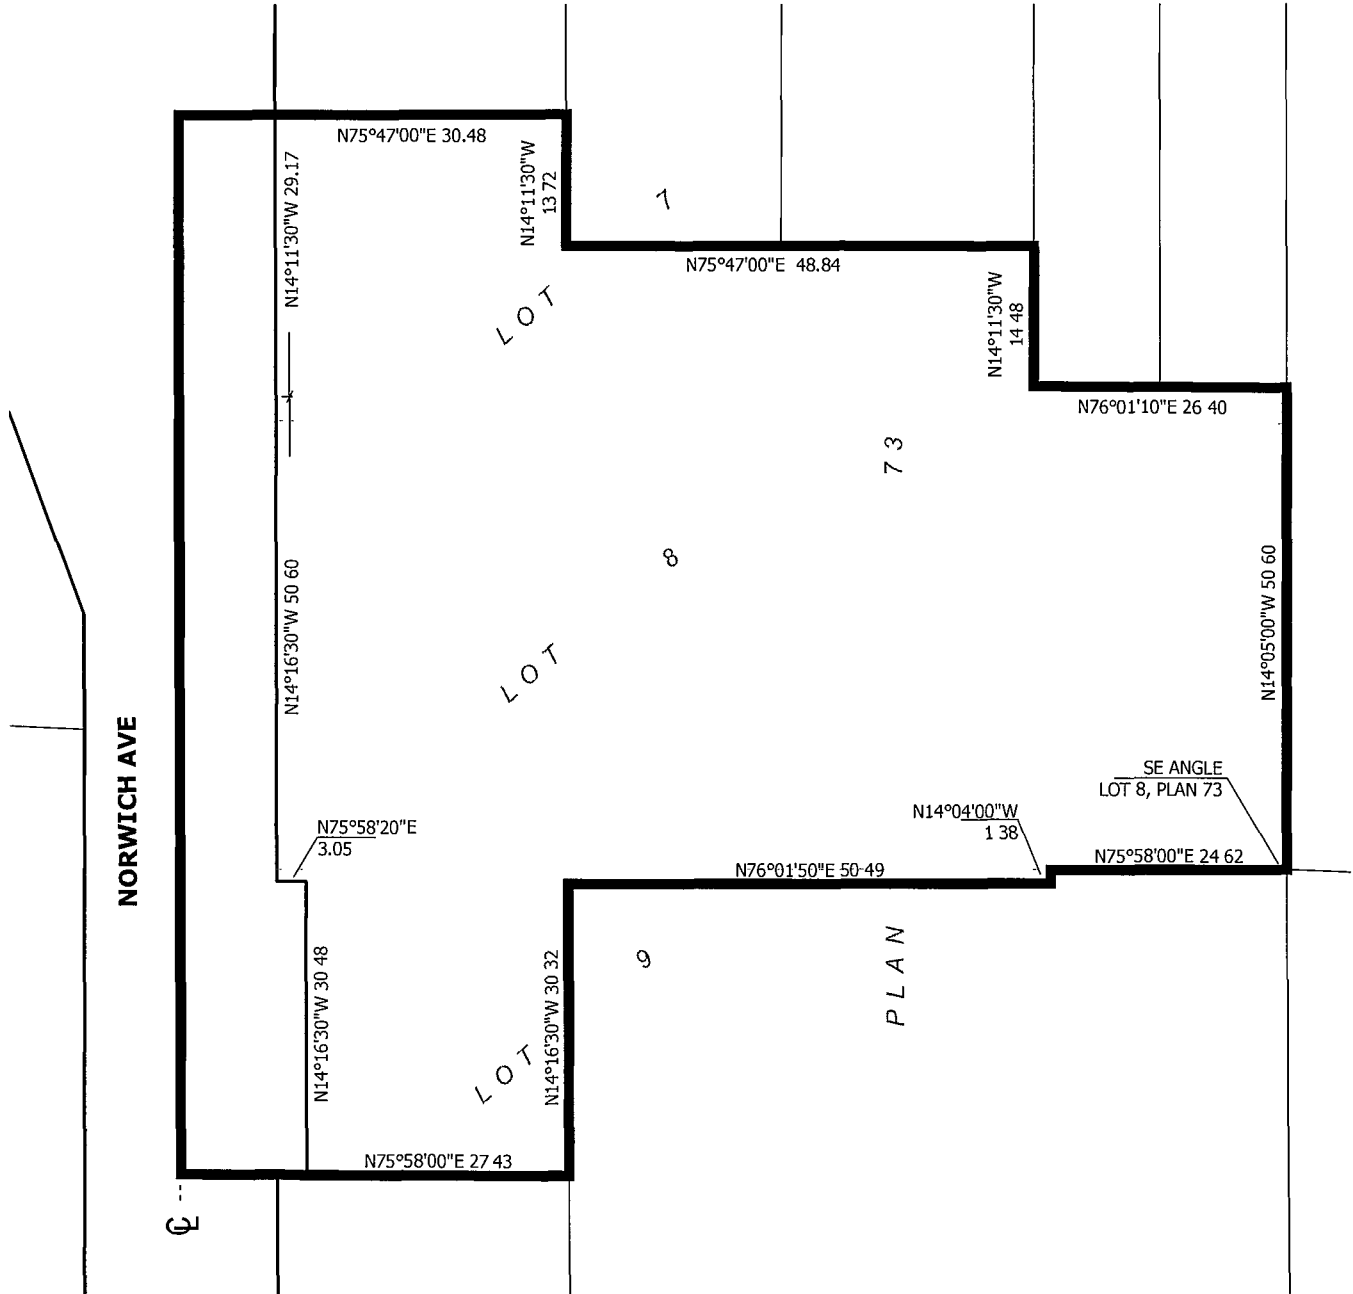 N75°47'00"E 30.48
N14°11'30"W 29.17
N14°11'30"W
13 72
7
N75°47'00"E 48.84
LOT
N14°11'30"W
14 48
N76°01'10"E 26 40
73
8
N14°16'30"W 50 60
N14°05'00"W 50 60
LOT
NORWICH AVE
SE ANGLE
LOT 8, PLAN 73
N14°04'00"W
1 38
N75°58'20"E
3.05
N75°58'00"E 24 62
N76°01'50"E 50 49
9
PLAN
N14°16'30"W 30 48
N14°16'30"W 30 32
LOT
N75°58'00"E 27 43
℄